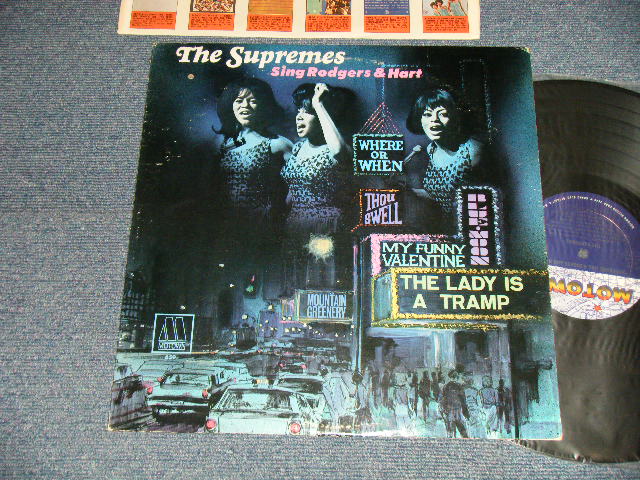 The Supremes
Sing Rodgers & Hart
WHERE
OR
WHEN
THOU
SWELL
MY FUNNY
VALENTINE
THE LADY IS
A TRAMP
MOUNTAIN
GREENERY
M
MOTOWN
MOTOW